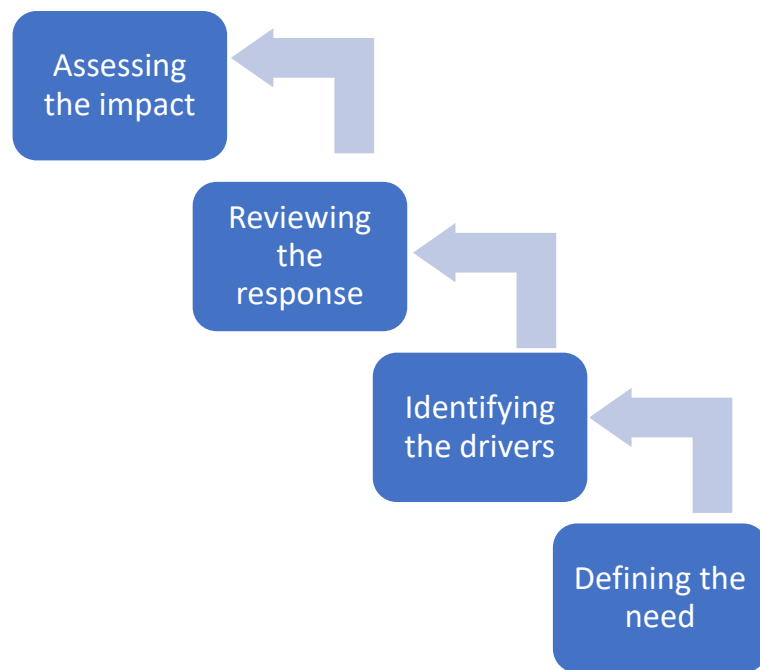 Assessing
the impact
Reviewing
the
response
Identifying
the drivers
Defining the
need